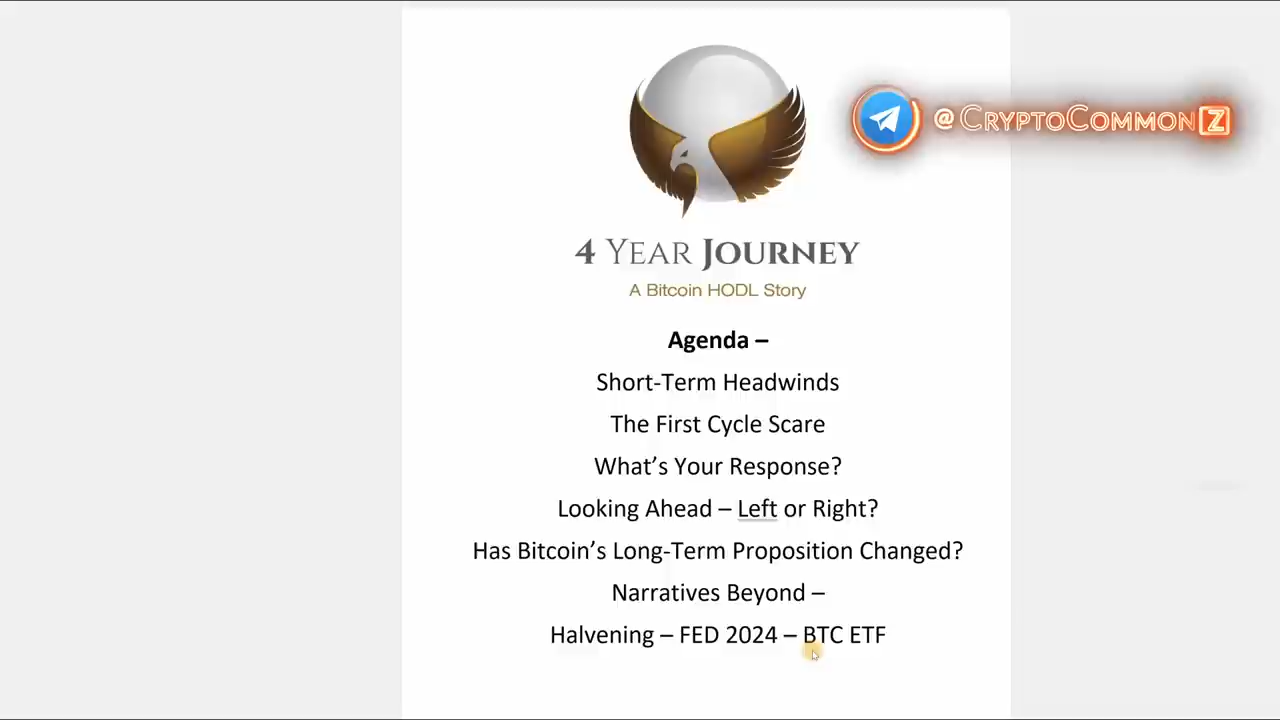 @CryptoCommonZ
4 Year Journey
A Bitcoin HODL Story
Agenda –
Short-Term Headwinds
The First Cycle Scare
What’s Your Response?
Looking Ahead – Left or Right?
Has Bitcoin’s Long-Term Proposition Changed?
Narratives Beyond –
Halvening – FED 2024 – BTC ETF